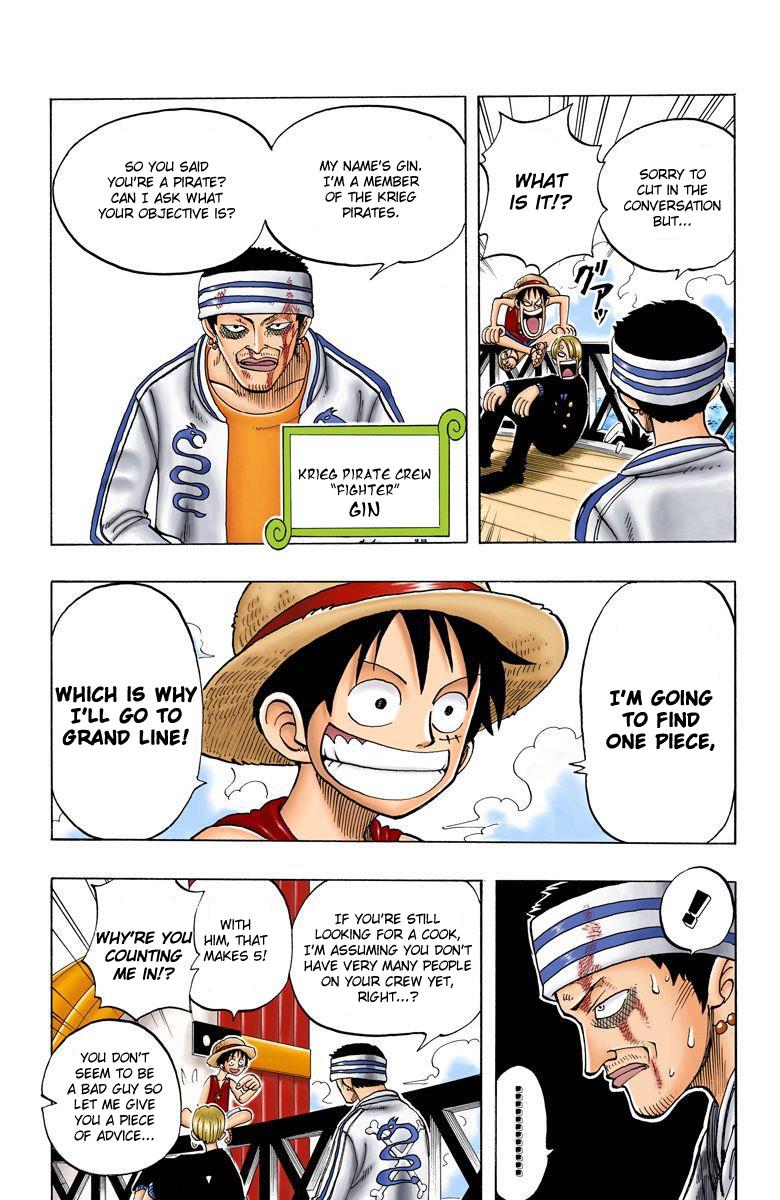 SORRY TO
CUT IN THE
CONVERSATION
BUT...
WHAT
IS IT!?
グアッ
MY NAME'S GIN.
I'M A MEMBER
OF THE KRIEG
PIRATES.
SO YOU SAID
YOU'RE A PIRATE?
CAN I ASK WHAT
YOUR OBJECTIVE IS?
KRIEG PIRATE CREW
"FIGHTER"
GIN
I'M GOING
TO FIND
ONE PIECE,
WHICH IS WHY
I'LL GO TO
GRAND LINE!
!
..........
IF YOU'RE STILL
LOOKING FOR A COOK,
I'M ASSUMING YOU DON'T
HAVE VERY MANY PEOPLE
ON YOUR CREW YET,
RIGHT...?
WITH
HIM, THAT
MAKES 5!
WHY'RE YOU
COUNTING
ME IN!?
YOU DON'T
SEEM TO BE
A BAD GUY SO
LET ME GIVE
YOU A PIECE
OF ADVICE...